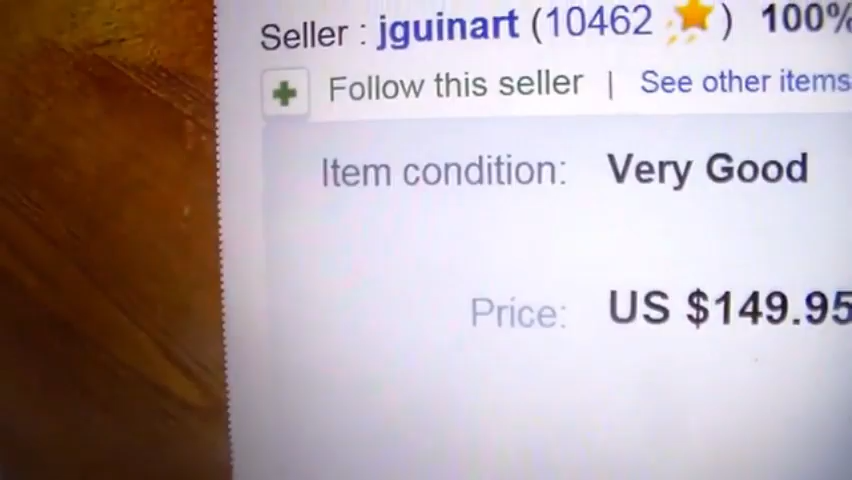 Seller : jguinart (10462 ) 100%
Follow this seller | See other items
Item condition: Very Good
Price: US $149.95